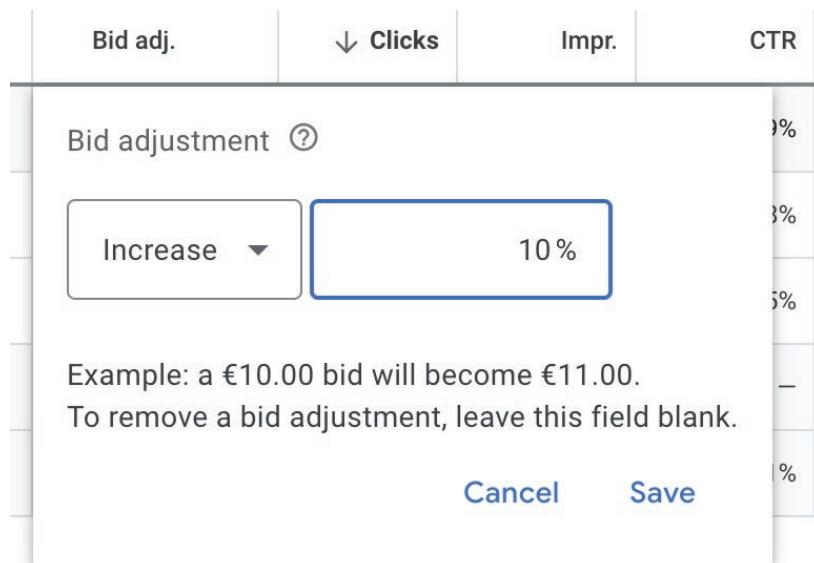 Bid adj. ↓ Clicks Impr. CTR
Bid adjustment
Increase 10%
Example: a €10.00 bid will become €11.00.
To remove a bid adjustment, leave this field blank.
Cancel Save